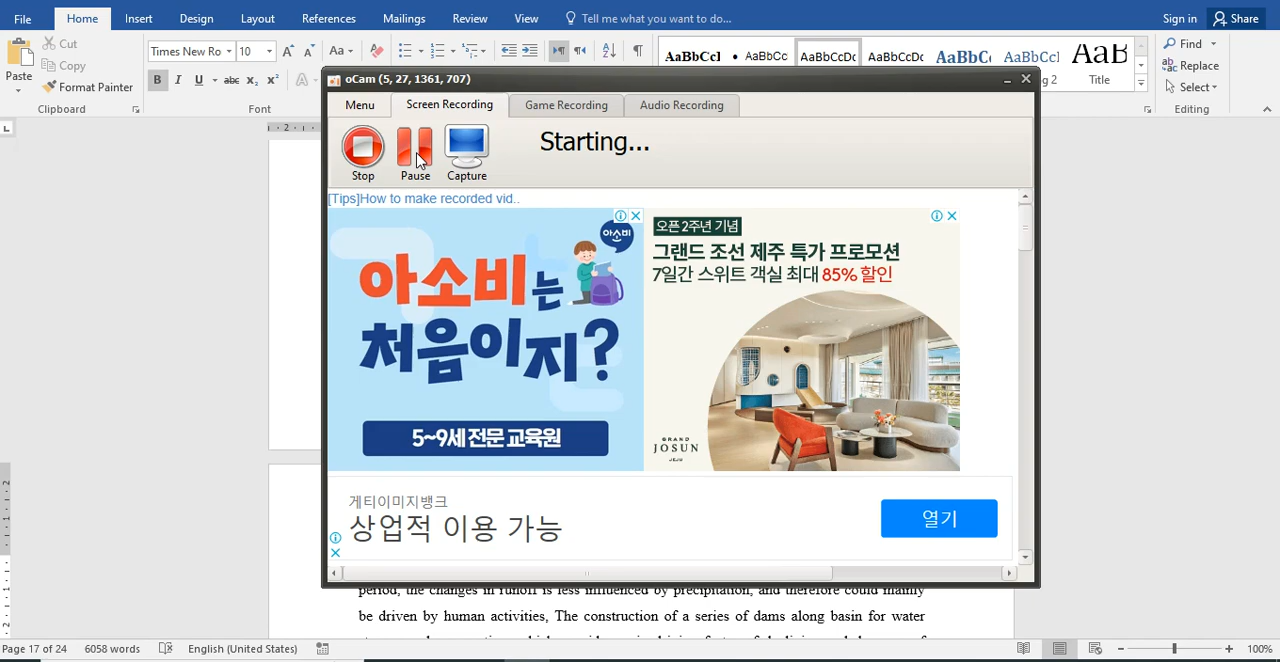 File Home Insert Design Layout References Mailings Review View Tell me what you want to do... Sign in Share
Cut
Copy
Format Painter
Paste
Clipboard
Times New Ro 10
Aa
B I U abc x₂ x² A
Font
AaBbCcI AaBbCc AaBbCcDc AaBbCcDc AaBbC AaBbCcI AaB
g 2 Title
Find
Replace
Select
Editing
oCam (5, 27, 1361, 707)
Menu Screen Recording Game Recording Audio Recording
Stop Pause Capture
Starting...
[Tips]How to make recorded vid..
아소비
아소비는
처음이지?
5~9세 전문 교육원
오픈 2주년 기념
그랜드 조선 제주 특가 프로모션
7일간 스위트 객실 최대 85% 할인
GRAND
JOSUN
JEJU
게티이미지뱅크
상업적 이용 가능
열기
period, the changes in runoff is less influenced by precipitation, and therefore could mainly
be driven by human activities, The construction of a series of dams along basin for water
Page 17 of 24 6058 words English (United States) 100%